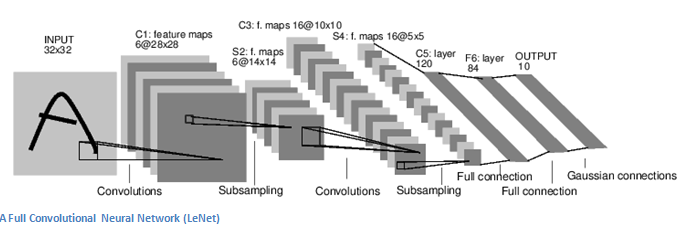 INPUT
32x32
C1: feature maps
6@28x28
S2: f. maps
6@14x14
C3: f. maps 16@10x10
S4: f. maps 16@5x5
C5: layer
120
F6: layer
84
OUTPUT
10
Convolutions
Subsampling
Convolutions
Subsampling
Full connection
Full connection
Gaussian connections
A
A Full Convolutional Neural Network (LeNet)